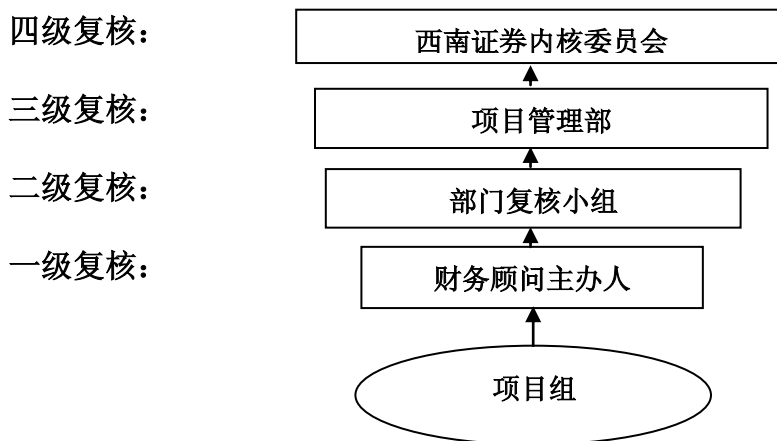 四级复核：
西南证券内核委员会
三级复核：
项目管理部
二级复核：
部门复核小组
一级复核：
财务顾问主办人
项目组